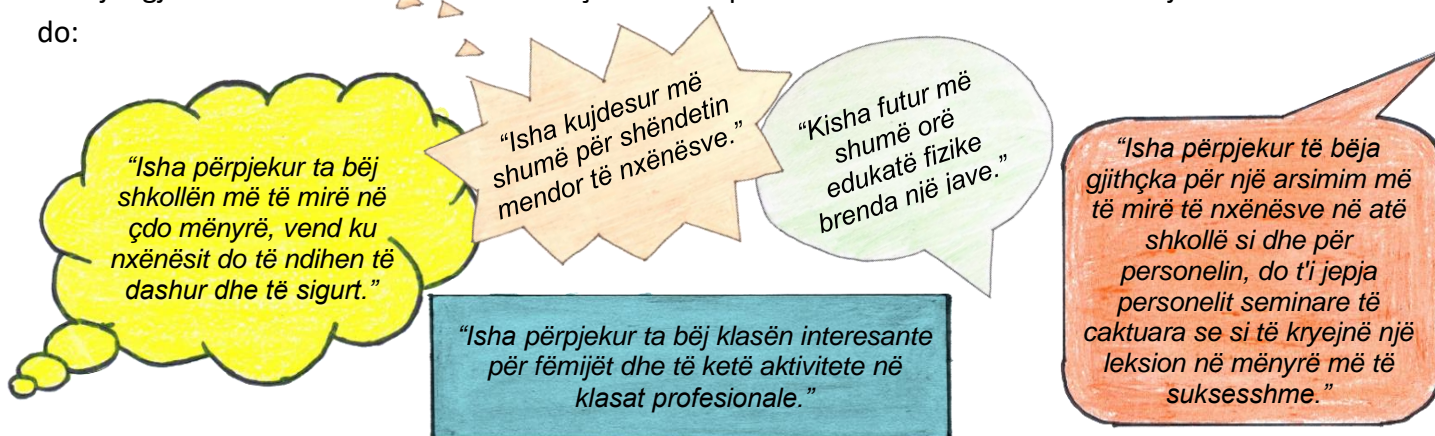 do:
“Isha përpjekur ta bëj
shkollën më të mirë në
çdo mënyrë, vend ku
nxënësit do të ndihen të
dashur dhe të sigurt.”
“Isha kujdesur më
shumë për shëndetin
mendor të nxënësve.”
“Kisha futur më
shumë orë
edukatë fizike
brenda një jave.”
“Isha përpjekur të bëja
gjithçka për një arsimim më
të mirë të nxënësve në atë
shkollë si dhe për
personelin, do t'i jepja
personelit seminare të
caktuara se si të kryejnë një
leksion në mënyrë më të
suksesshme.”
“Isha përpjekur ta bëj klasën interesante
për fëmijët dhe të ketë aktivitete në
klasat profesionale.”